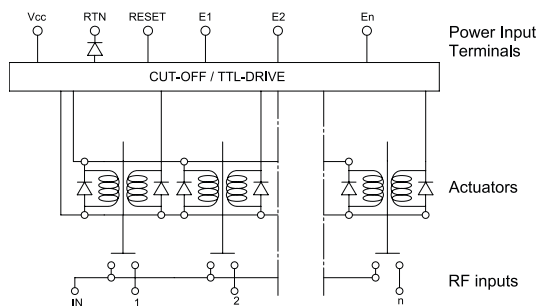 Vcc RTN RESET E1 E2 En
Power Input
Terminals
CUT-OFF / TTL-DRIVE
Actuators
RF inputs
IN 1 2 n